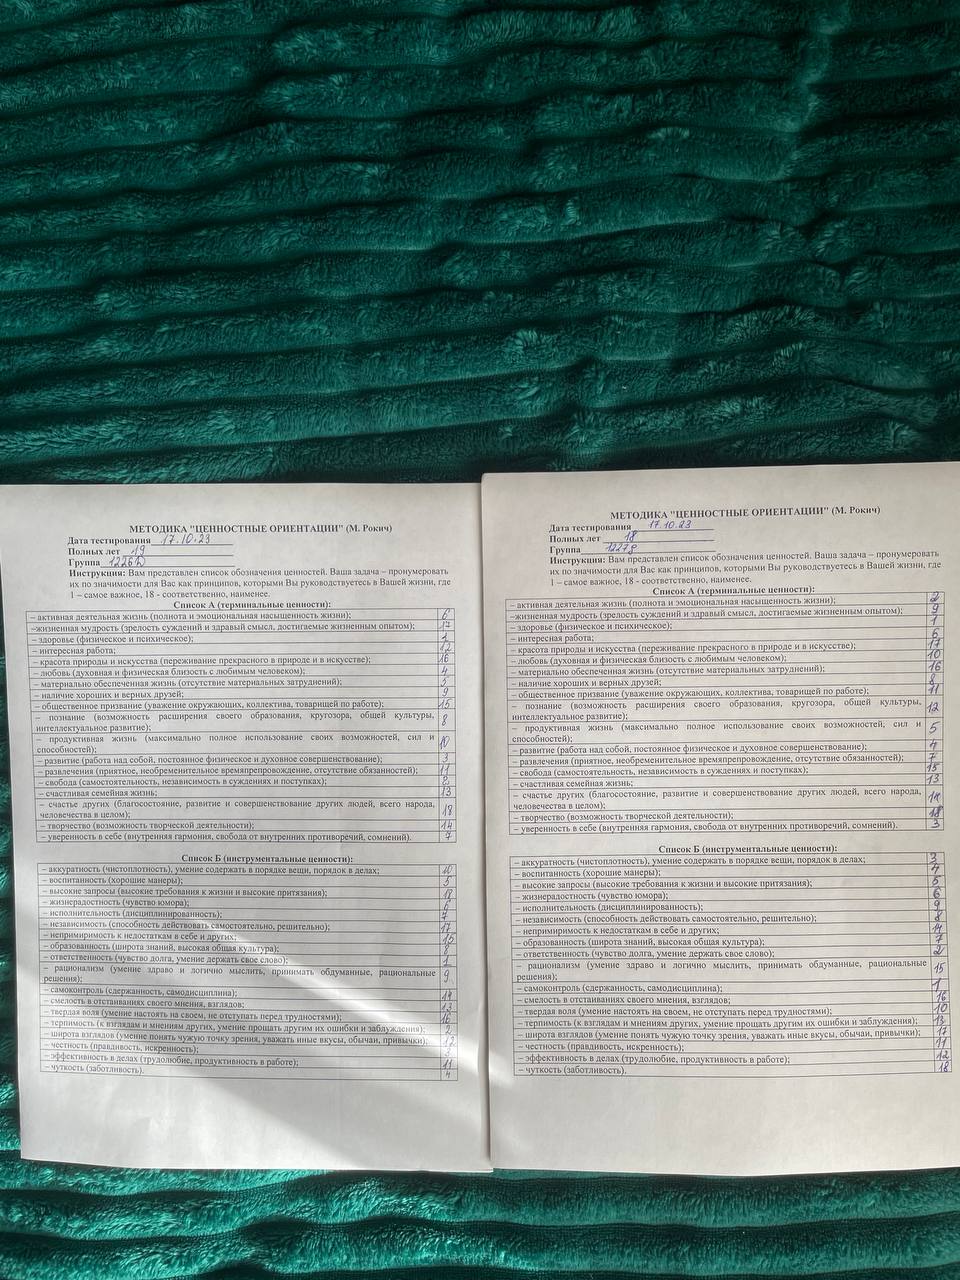 МЕТОДИКА "ЦЕННОСТНЫЕ ОРИЕНТАЦИИ" (М. Рокич)
Дата тестирования 17.10.23
Полных лет 19
Группа
Инструкции: Вам представлен список обозначения ценностей. Ваша задача – пронумеровать
их по значимости для Вас как принципов, которыми Вы руководствуетесь в Вашей жизни, где
1 – самое важное, 18 - соответственно, наименее.
Список А (терминальные ценности):
– активная деятельная жизнь (полнота и эмоциональная насыщенность жизни); 6
–жизненная мудрость (зрелость суждений и здравый смысл, достигаемые жизненным опытом); 17
– здоровье (физическое и психическое); 1
– интересная работа; 12
– красота природы и искусства (переживание прекрасного в природе и в искусстве); 16
– любовь (духовная и физическая близость с любимым человеком); 4
– материально обеспеченная жизнь (отсутствие материальных затруднений); 5
– наличие хороших и верных друзей; 9
– общественное призвание (уважение окружающих, коллектива, товарищей по работе); 15
– познание (возможность расширения своего образования, кругозора, общей культуры,
интеллектуальное развитие); 8
– продуктивная жизнь (максимально полное использование своих возможностей, сил и
способностей); 10
– развитие (работа над собой, постоянное физическое и духовное совершенствование); 3
– развлечения (приятное, необременительное времяпрепровождение, отсутствие обязанностей); 11
– свобода (самостоятельность, независимость в суждениях и поступках); 2
– счастливая семейная жизнь; 13
– счастье других (благосостояние, развитие и совершенствование других людей, всего народа,
человечества в целом); 18
– творчество (возможность творческой деятельности); 14
– уверенность в себе (внутренняя гармония, свобода от внутренних противоречий, сомнений). 7
Список Б (инструментальные ценности):
– аккуратность (чистоплотность), умение содержать в порядке вещи, порядок в делах; 10
– воспитанность (хорошие манеры); 5
– высокие запросы (высокие требования к жизни и высокие притязания); 18
– жизнерадостность (чувство юмора); 6
– исполнительность (дисциплинированность); 7
– независимость (способность действовать самостоятельно, решительно); 17
– непримиримость к недостаткам в себе и других; 15
– образованность (широта знаний, высокая общая культура); 8
– ответственность (чувство долга, умение держать свое слово); 1
– рационализм (умение здраво и логично мыслить, принимать обдуманные, рациональные
решения); 9
– самоконтроль (сдержанность, самодисциплина); 14
– смелость в отстаиваниях своего мнения, взглядов;
– твердая воля (умение настоять на своем, не отступать перед трудностями); 16
– терпимость (к взглядам и мнениям других, умение прощать другим их ошибки и заблуждения); 2
– широта взглядов (умение понять чужую точку зрения, уважать иные вкусы, обычаи, привычки); 12
– честность (правдивость, искренность); 3
– эффективность в делах (трудолюбие, продуктивность в работе); 11
– чуткость (заботливость). 4
МЕТОДИКА "ЦЕННОСТНЫЕ ОРИЕНТАЦИИ" (М. Рокич)
Дата тестирования 17.10.23
Полных лет 18
Группа
Инструкции: Вам представлен список обозначения ценностей. Ваша задача – пронумеровать
их по значимости для Вас как принципов, которыми Вы руководствуетесь в Вашей жизни, где
1 – самое важное, 18 - соответственно, наименее.
Список А (терминальные ценности):
– активная деятельная жизнь (полнота и эмоциональная насыщенность жизни); 2
–жизненная мудрость (зрелость суждений и здравый смысл, достигаемые жизненным опытом); 9
– здоровье (физическое и психическое); 1
– интересная работа; 6
– красота природы и искусства (переживание прекрасного в природе и в искусстве); 17
– любовь (духовная и физическая близость с любимым человеком); 10
– материально обеспеченная жизнь (отсутствие материальных затруднений); 16
– наличие хороших и верных друзей; 8
– общественное призвание (уважение окружающих, коллектива, товарищей по работе); 11
– познание (возможность расширения своего образования, кругозора, общей культуры,
интеллектуальное развитие); 12
– продуктивная жизнь (максимально полное использование своих возможностей, сил и
способностей); 5
– развитие (работа над собой, постоянное физическое и духовное совершенствование); 4
– развлечения (приятное, необременительное времяпрепровождение, отсутствие обязанностей); 7
– свобода (самостоятельность, независимость в суждениях и поступках); 15
– счастливая семейная жизнь; 13
– счастье других (благосостояние, развитие и совершенствование других людей, всего народа,
человечества в целом);
– творчество (возможность творческой деятельности); 18
– уверенность в себе (внутренняя гармония, свобода от внутренних противоречий, сомнений). 3
Список Б (инструментальные ценности):
– аккуратность (чистоплотность), умение содержать в порядке вещи, порядок в делах; 3
– воспитанность (хорошие манеры); 4
– высокие запросы (высокие требования к жизни и высокие притязания); 5
– жизнерадостность (чувство юмора); 6
– исполнительность (дисциплинированность); 9
– независимость (способность действовать самостоятельно, решительно); 8
– непримиримость к недостаткам в себе и других; 14
– образованность (широта знаний, высокая общая культура); 7
– ответственность (чувство долга, умение держать свое слово); 2
– рационализм (умение здраво и логично мыслить, принимать обдуманные, рациональные
решения); 15
– самоконтроль (сдержанность, самодисциплина); 1
– смелость в отстаиваниях своего мнения, взглядов; 16
– твердая воля (умение настоять на своем, не отступать перед трудностями); 10
– терпимость (к взглядам и мнениям других, умение прощать другим их ошибки и заблуждения); 13
– широта взглядов (умение понять чужую точку зрения, уважать иные вкусы, обычаи, привычки); 17
– честность (правдивость, искренность); 11
– эффективность в делах (трудолюбие, продуктивность в работе); 12
– чуткость (заботливость). 18